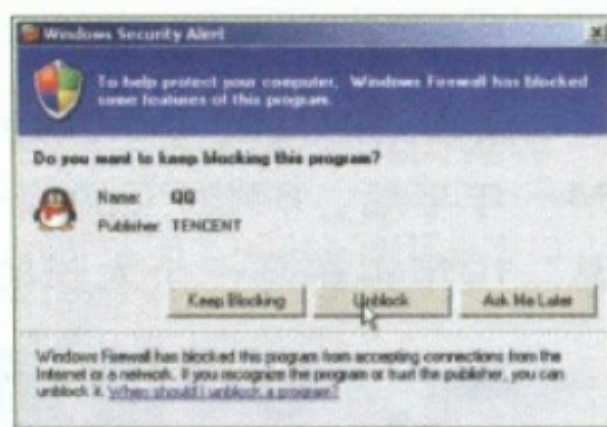 Windows Security Alert
To help protect your computer, Windows Firewall has blocked
some features of this program.
Do you want to keep blocking this program?
Name: QQ
Publisher: TENCENT
Keep Blocking Unblock Ask Me Later
Windows Firewall has blocked this program from accepting connections from the
Internet or a network. If you recognize the program or trust the publisher, you can
unblock it. When should I unblock a program?